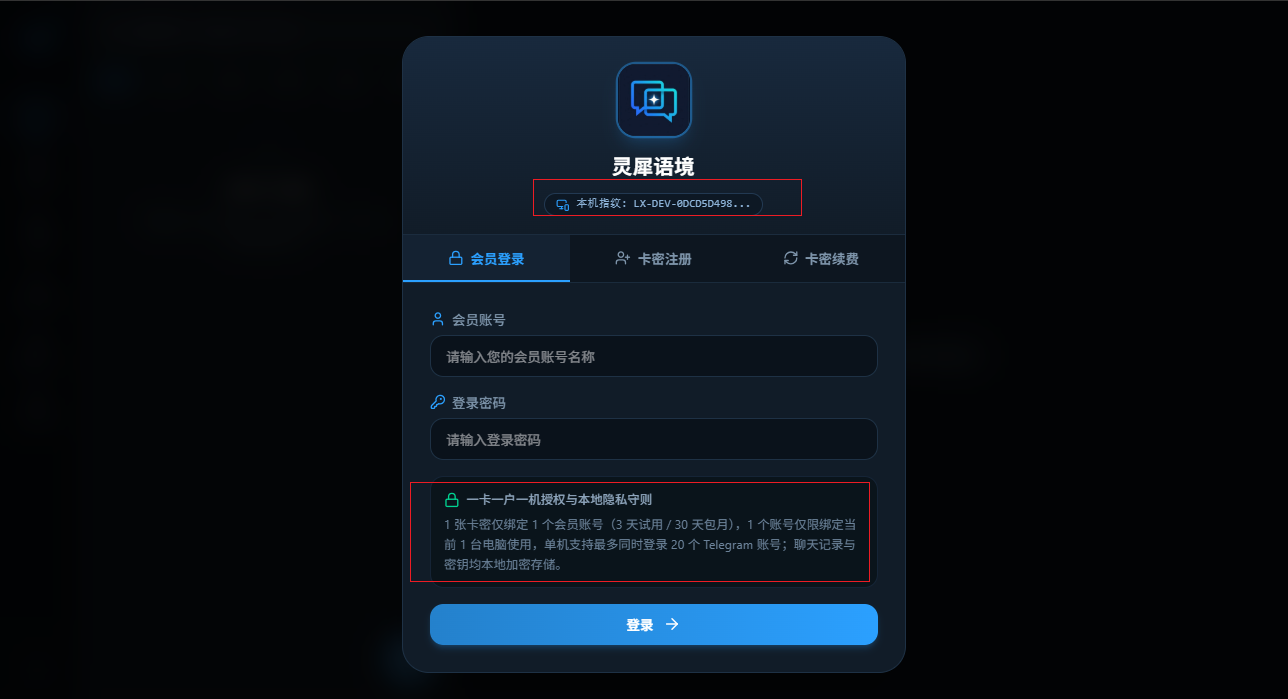 灵犀语境
本机指纹: LX-DEV-0DCD5D498...
会员登录
卡密注册
卡密续费
会员账号
请输入您的会员账号名称
登录密码
请输入登录密码
一卡一户一机授权与本地隐私守则
1 张卡密仅绑定 1 个会员账号（3 天试用 / 30 天包月），1 个账号仅限绑定当
前 1 台电脑使用，单机支持最多同时登录 20 个 Telegram 账号；聊天记录与
密钥均本地加密存储。
登录